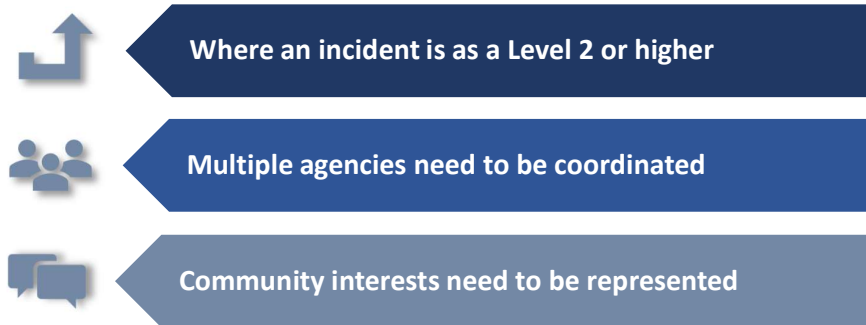 Where an incident is as a Level 2 or higher
Multiple agencies need to be coordinated
Community interests need to be represented